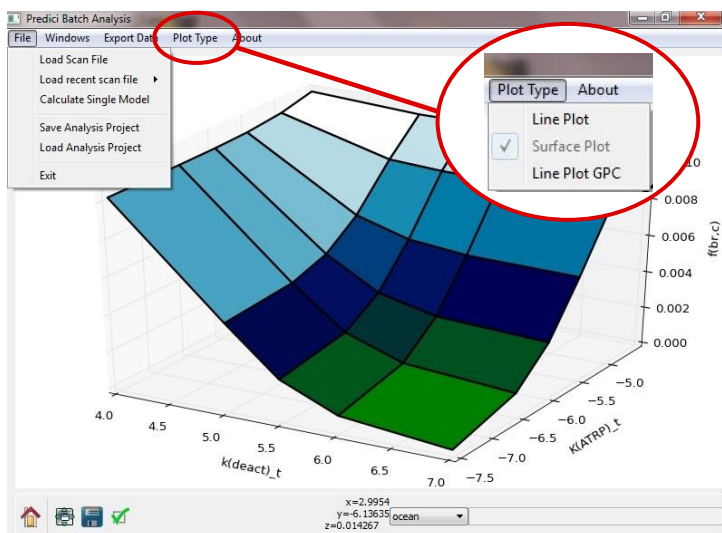 Predici Batch Analysis
File Windows Export Data Plot Type About
Load Scan File
Load recent scan file
Calculate Single Model
Save Analysis Project
Load Analysis Project
Exit
Plot Type About
Line Plot
Surface Plot
Line Plot GPC
10
0.008
0.006
0.004
0.002
0.000
f(br,c)
4.0
4.5
5.0
5.5
6.0
6.5
7.0
k(deact)_t
−7.5
−7.0
−6.5
−6.0
−5.5
−5.0
K(ATRP)_t
x=2.9954
y=-6.13635
z=0.014267
ocean